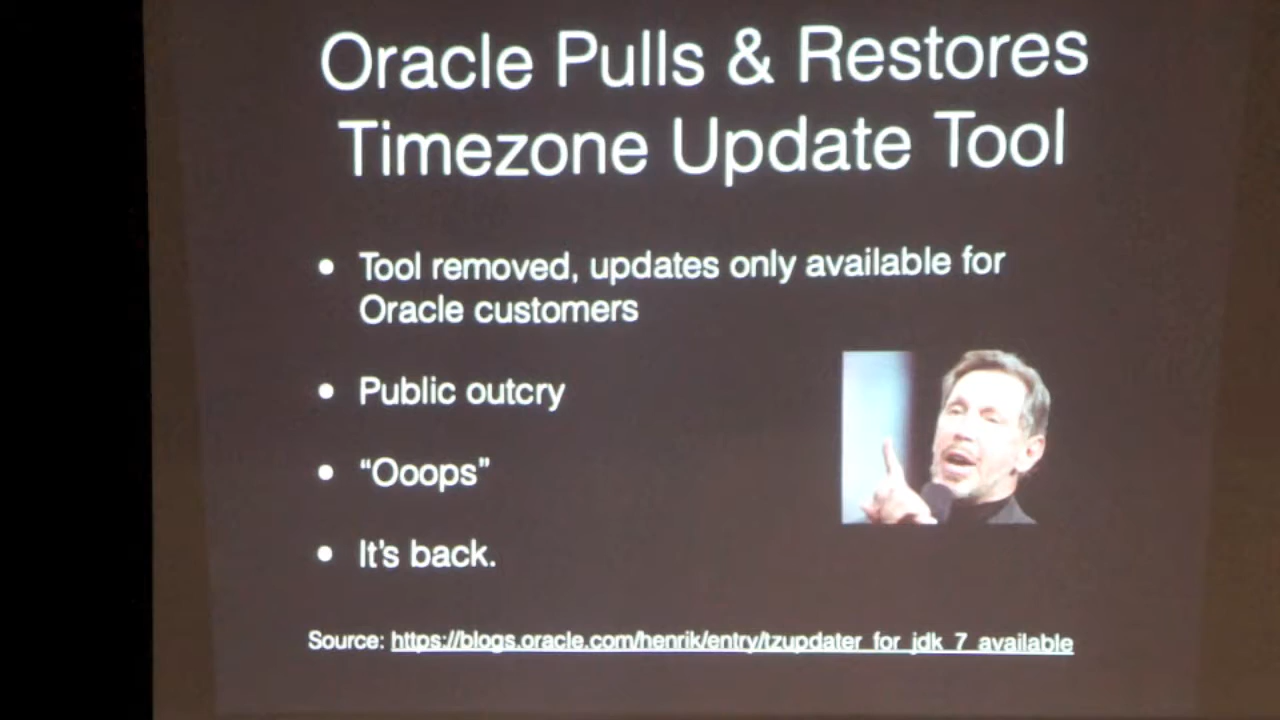 Oracle Pulls & Restores
Timezone Update Tool
• Tool removed, updates only available for
Oracle customers
• Public outcry
• “Ooops”
• It’s back.
Source: https://blogs.oracle.com/henrik/entry/tzupdater_for_jdk_7_available